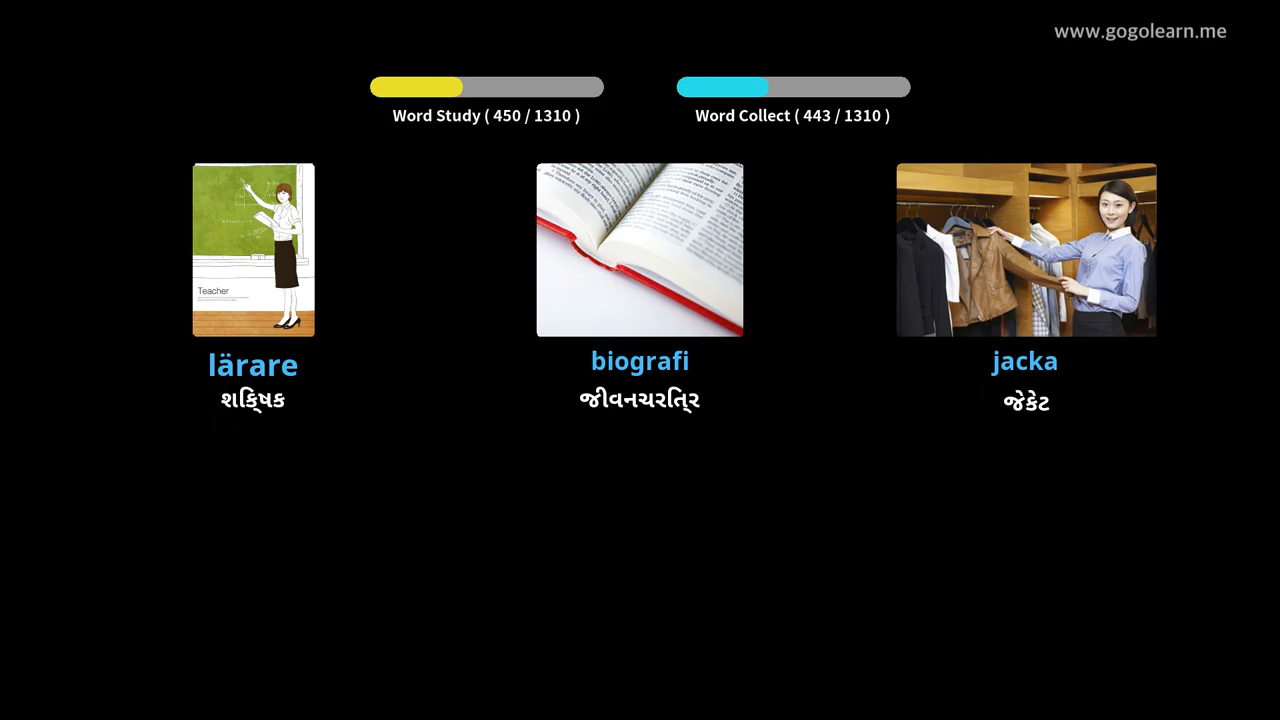 www.gogolearn.me
Word Study ( 450 / 1310 )
Word Collect ( 443 / 1310 )
Teacher
lärare
શિક્ષક
biografi
જીવનચરિત્ર
jacka
જેકેટ